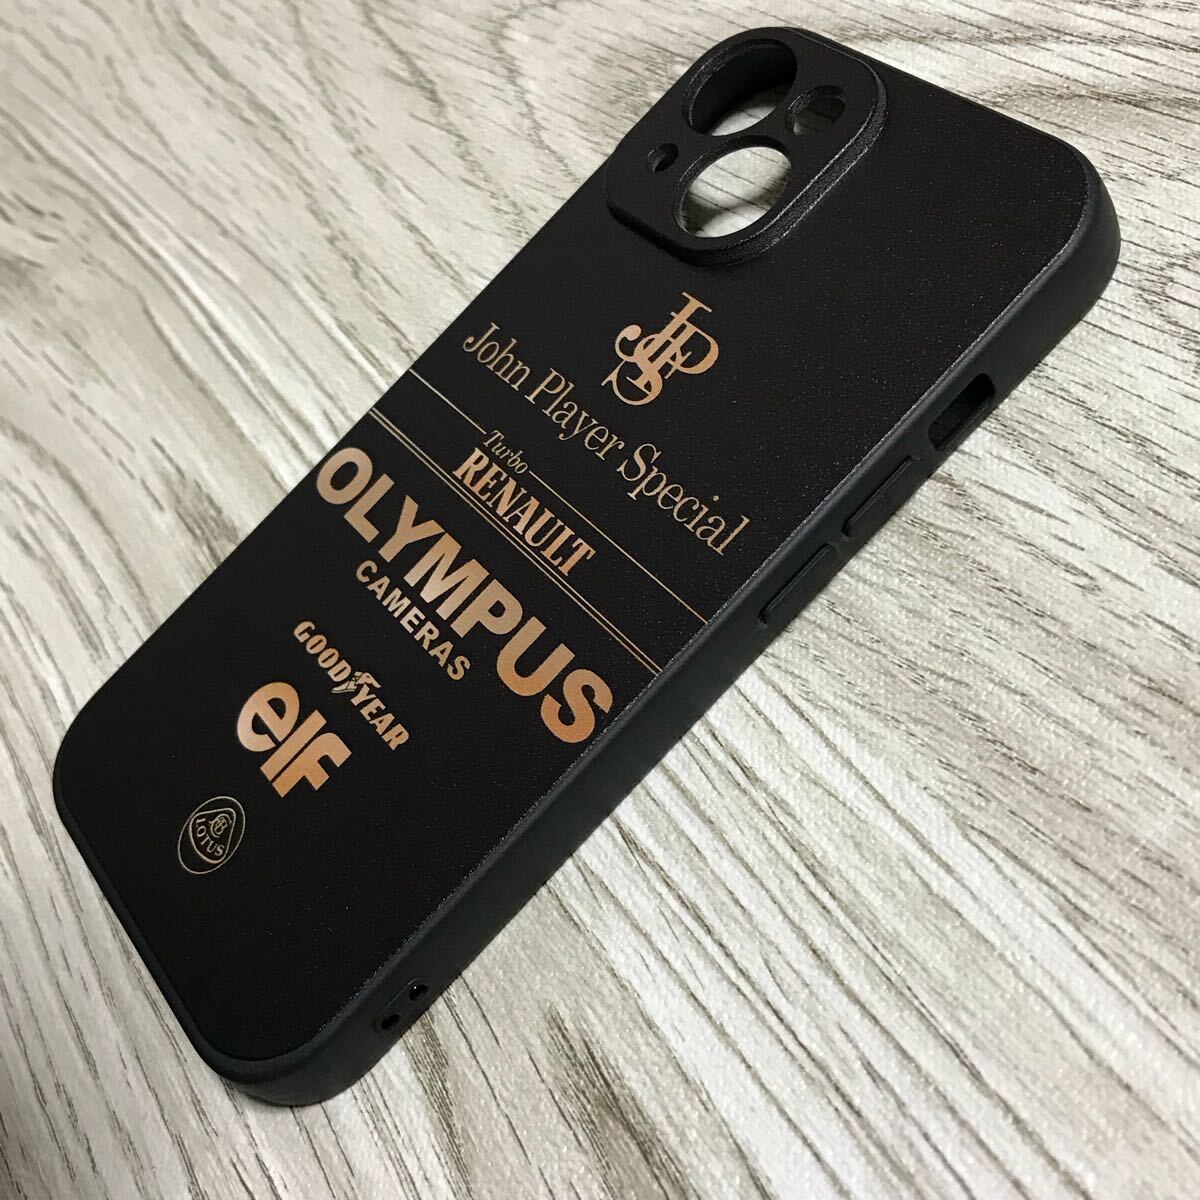 JPS
John Player Special
Turbo
RENAULT
OLYMPUS
CAMERAS
GOODYEAR
elf
LOTUS